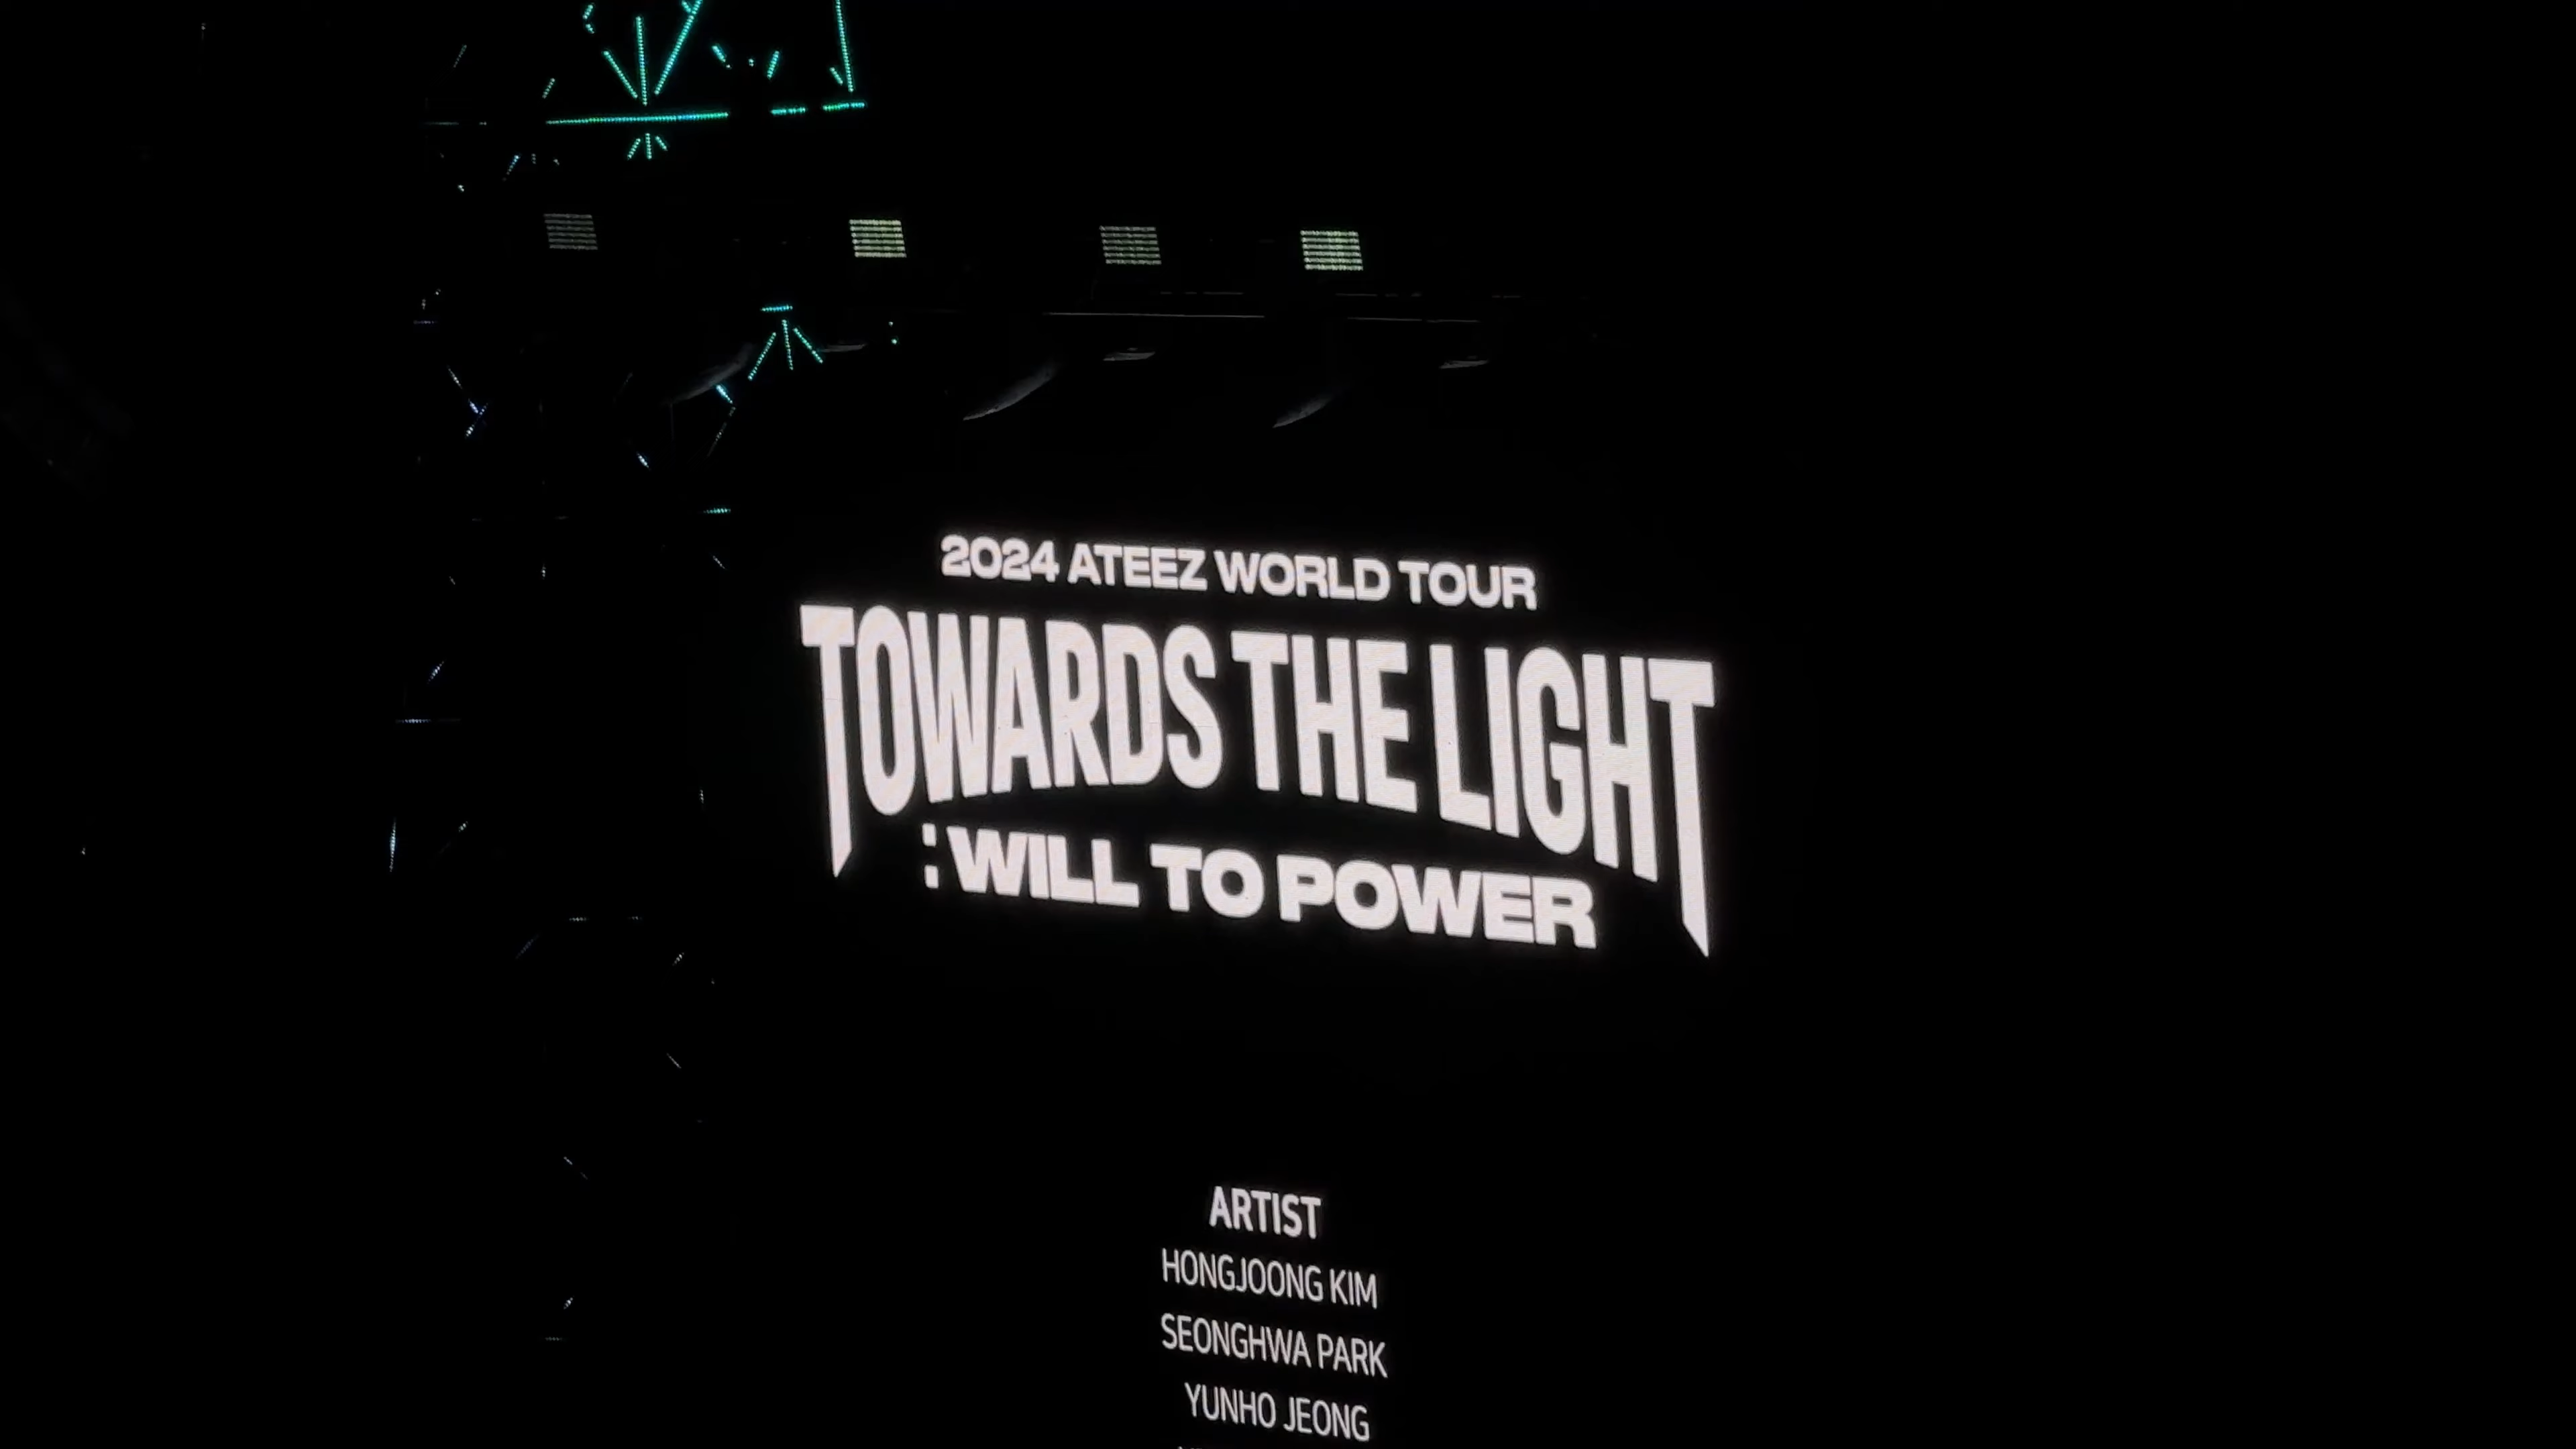 2024 ATEEZ WORLD TOUR
TOWARDS THE LIGHT
: WILL TO POWER
ARTIST
HONGJOONG KIM
SEONGHWA PARK
YUNHO JEONG